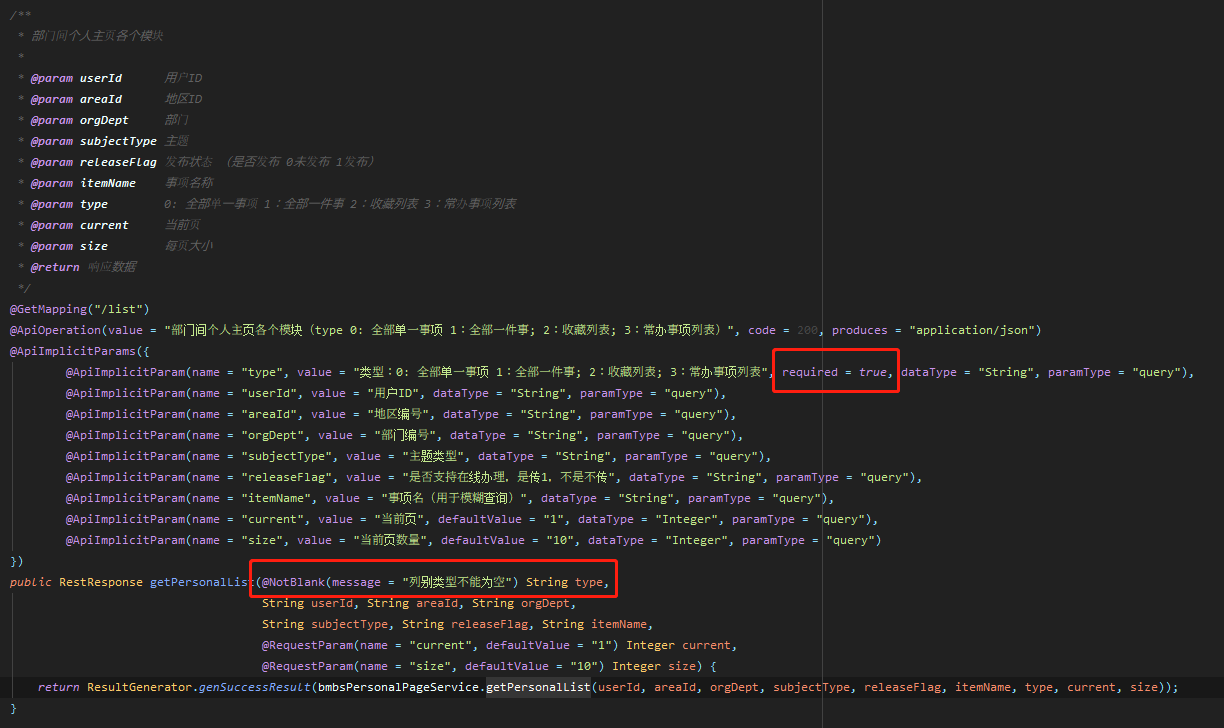 /**
 * 部门间个人主页各个模块
 *
 * @param userId      用户ID
 * @param areaId      地区ID
 * @param orgDept     部门
 * @param subjectType 主题
 * @param releaseFlag 发布状态 （是否发布 0未发布 1发布）
 * @param itemName    事项名称
 * @param type        0: 全部单一事项 1：全部一件事 2：收藏列表 3：常办事项列表
 * @param current     当前页
 * @param size        每页大小
 * @return 响应数据
 */
@GetMapping("/list")
@ApiOperation(value = "部门间个人主页各个模块（type 0: 全部单一事项 1：全部一件事; 2：收藏列表; 3：常办事项列表）", code = 200, produces = "application/json")
@ApiImplicitParams({
        @ApiImplicitParam(name = "type", value = "类型：0: 全部单一事项 1：全部一件事; 2：收藏列表; 3：常办事项列表", required = true, dataType = "String", paramType = "query"),
        @ApiImplicitParam(name = "userId", value = "用户ID", dataType = "String", paramType = "query"),
        @ApiImplicitParam(name = "areaId", value = "地区编号", dataType = "String", paramType = "query"),
        @ApiImplicitParam(name = "orgDept", value = "部门编号", dataType = "String", paramType = "query"),
        @ApiImplicitParam(name = "subjectType", value = "主题类型", dataType = "String", paramType = "query"),
        @ApiImplicitParam(name = "releaseFlag", value = "是否支持在线办理，是传1，不是不传", dataType = "String", paramType = "query"),
        @ApiImplicitParam(name = "itemName", value = "事项名（用于模糊查询）", dataType = "String", paramType = "query"),
        @ApiImplicitParam(name = "current", value = "当前页", defaultValue = "1", dataType = "Integer", paramType = "query"),
        @ApiImplicitParam(name = "size", value = "当前页数量", defaultValue = "10", dataType = "Integer", paramType = "query")
})
public RestResponse getPersonalList(@NotBlank(message = "列别类型不能为空") String type,
                                    String userId, String areaId, String orgDept,
                                    String subjectType, String releaseFlag, String itemName,
                                    @RequestParam(name = "current", defaultValue = "1") Integer current,
                                    @RequestParam(name = "size", defaultValue = "10") Integer size) {
    return ResultGenerator.genSuccessResult(bmbsPersonalPageService.getPersonalList(userId, areaId, orgDept, subjectType, releaseFlag, itemName, type, current, size));
}